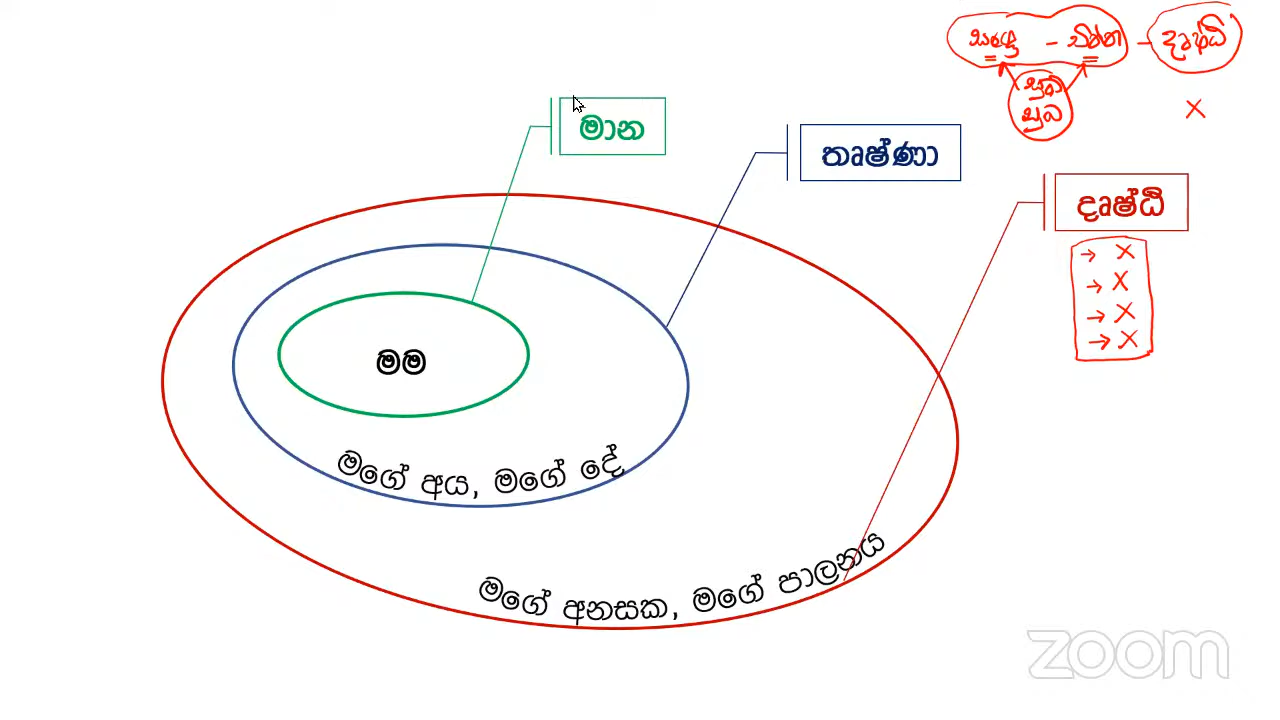 සංඥා - චිත්ත - දෘෂ්ඨි
සුඛ
සුඛ
X
මාන
තෘෂ්ණා
දෘෂ්ඨි
→ X
→ X
→ X
→ X
මම
මගේ අය, මගේ දේ
මගේ අනසක, මගේ පාලනය
zoom